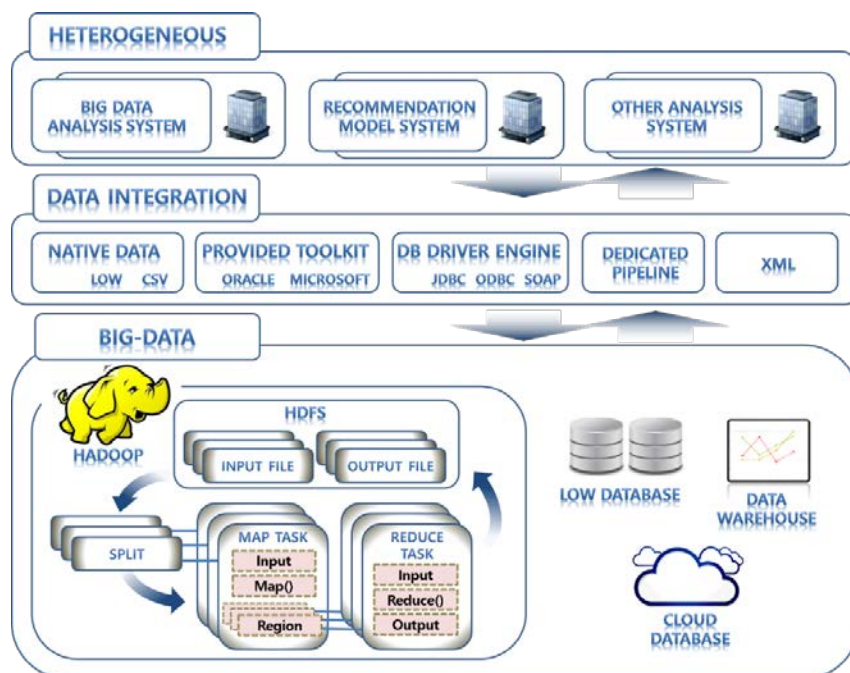 HETEROGENEOUS
BIG DATA
ANALYSIS SYSTEM
RECOMMENDATION
MODEL SYSTEM
OTHER ANALYSIS
SYSTEM
DATA INTEGRATION
NATIVE DATA
LOW CSV
PROVIDED TOOLKIT
ORACLE MICROSOFT
DB DRIVER ENGINE
JDBC ODBC SOAP
DEDICATED
PIPELINE
XML
BIG-DATA
HADOOP
HDFS
INPUT FILE
OUTPUT FILE
SPLIT
MAP TASK
Input
Map()
Region
REDUCE
TASK
Input
Reduce()
Output
LOW DATABASE
DATA
WAREHOUSE
CLOUD
DATABASE